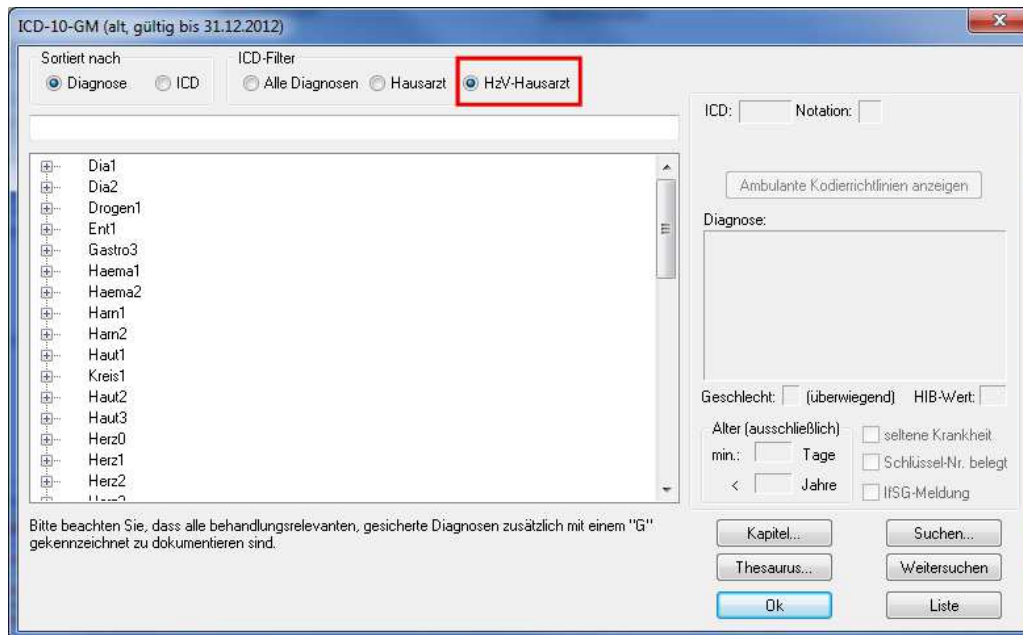 ICD-10-GM (alt, gültig bis 31.12.2012)
Sortiert nach
Diagnose ICD
ICD-Filter
Alle Diagnosen Hausarzt HzV-Hausarzt
Dia1
Dia2
Drogen1
Ent1
Gastro3
Haema1
Haema2
Harn1
Harn2
Haut1
Kreis1
Haut2
Haut3
Herz0
Herz1
Herz2
Bitte beachten Sie, dass alle behandlungsrelevanten, gesicherte Diagnosen zusätzlich mit einem "G"
gekennzeichnet zu dokumentieren sind.
ICD: Notation:
Ambulante Kodierrichtlinien anzeigen
Diagnose:
Geschlecht: (überwiegend) HIB-Wert:
Alter (ausschließlich)
min.: Tage
< Jahre
seltene Krankheit
Schlüssel-Nr. belegt
IfSG-Meldung
Kapitel... Suchen...
Thesaurus... Weitersuchen
Ok Liste